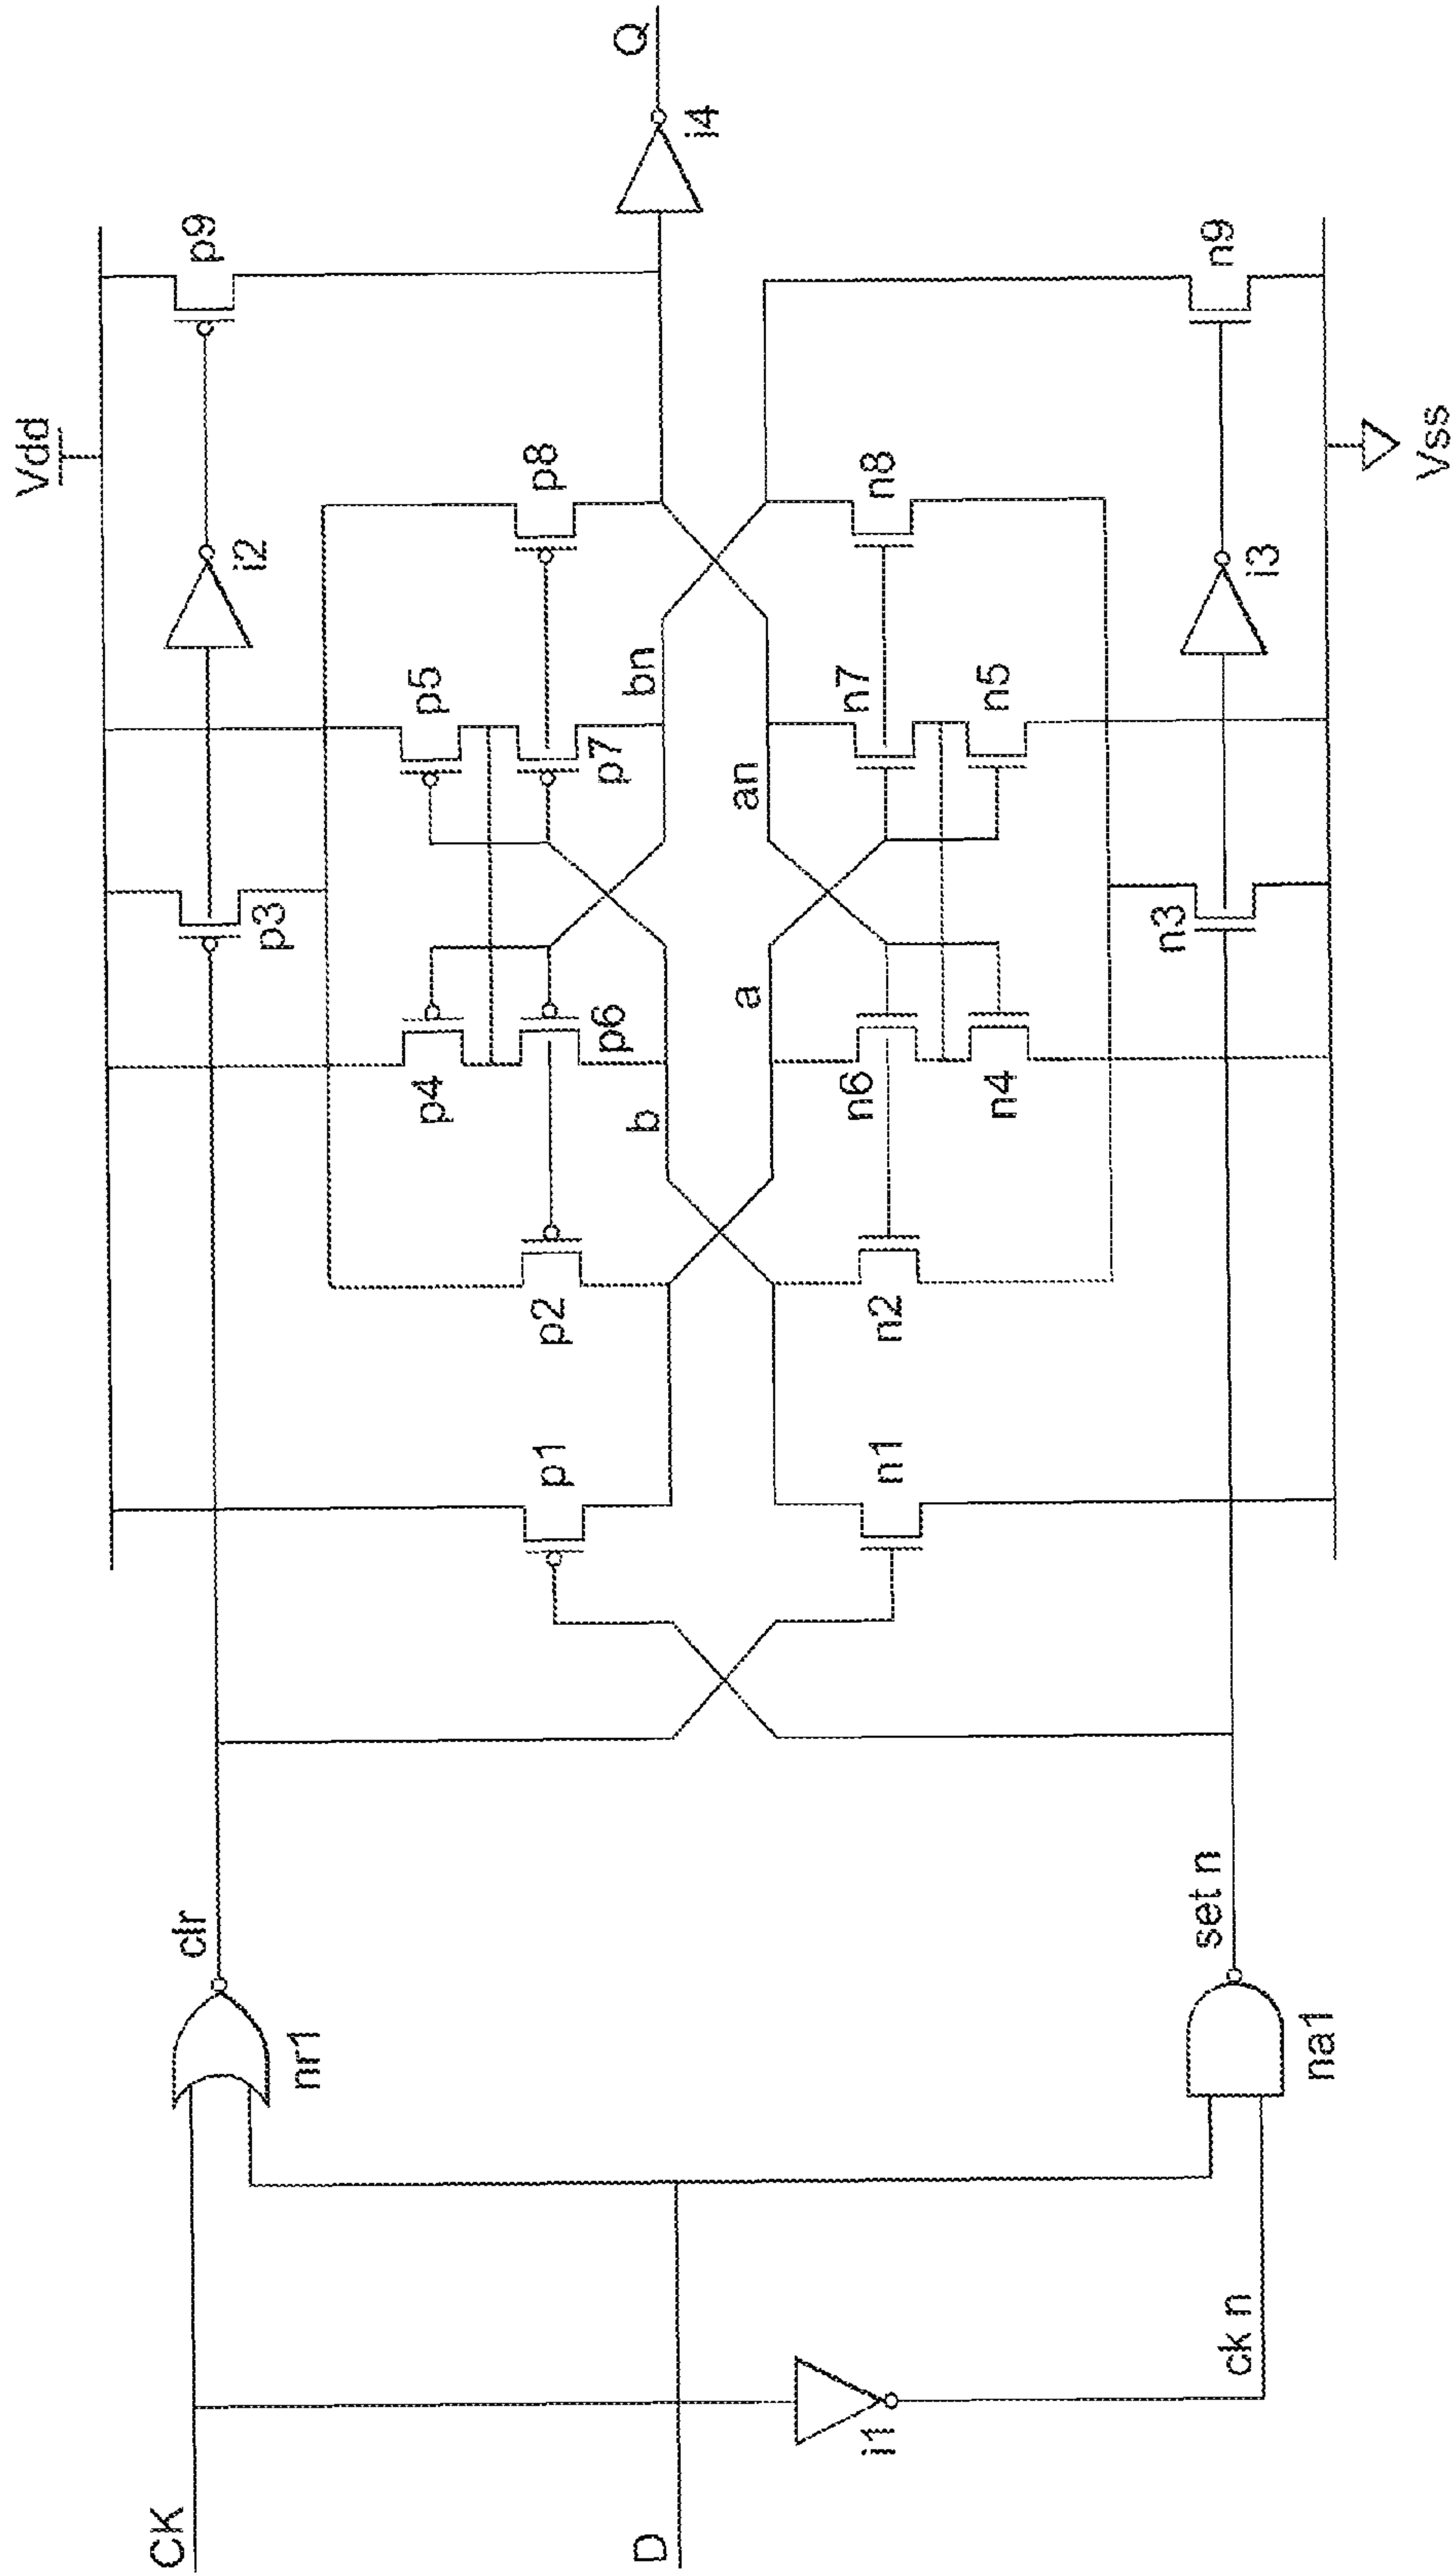 Vdd
CK
nr1
clr
p3
i2
p9
p1
p2
p4
p6
p5
p7
p8
D
b
bn
Q
i4
a
an
i1
n1
n2
n6
n4
n7
n5
n8
ck n
na1
set n
n3
i3
n9
Vss